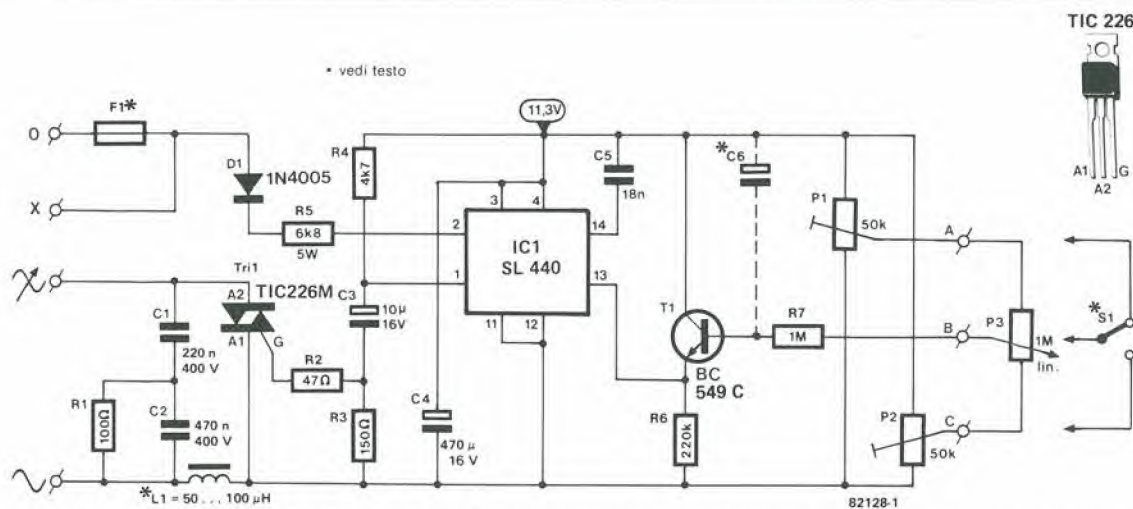 TIC 226
• vedi testo
F1*
O
X
D1
1N4005
R5
6k8
5W
R4
4k7
11,3V
C5
18n
*C6
P1
50k
A
A1
A2
G
3
4
2
14
IC1
SL 440
1
13
11
12
Tri1
A2
TIC226M
A1
G
C1
220 n
400 V
C3
10µ
16V
R2
47Ω
R1
100Ω
C2
470 n
400 V
R3
150Ω
C4
470 µ
16 V
T1
BC
549 C
R7
1M
B
P3
1M
lin.
*S1
R6
220k
P2
50k
C
*L1 = 50 . . . 100 µH
82128-1